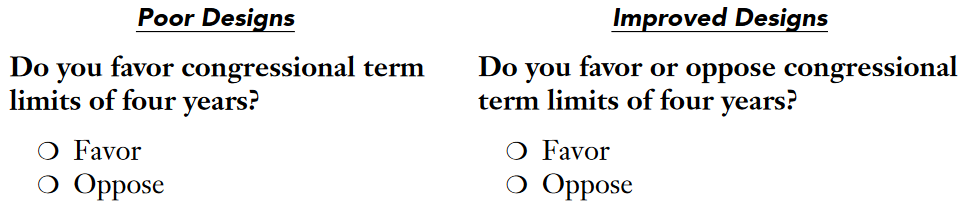 Poor Designs
Do you favor congressional term
limits of four years?
Favor
Oppose
Improved Designs
Do you favor or oppose congressional
term limits of four years?
Favor
Oppose